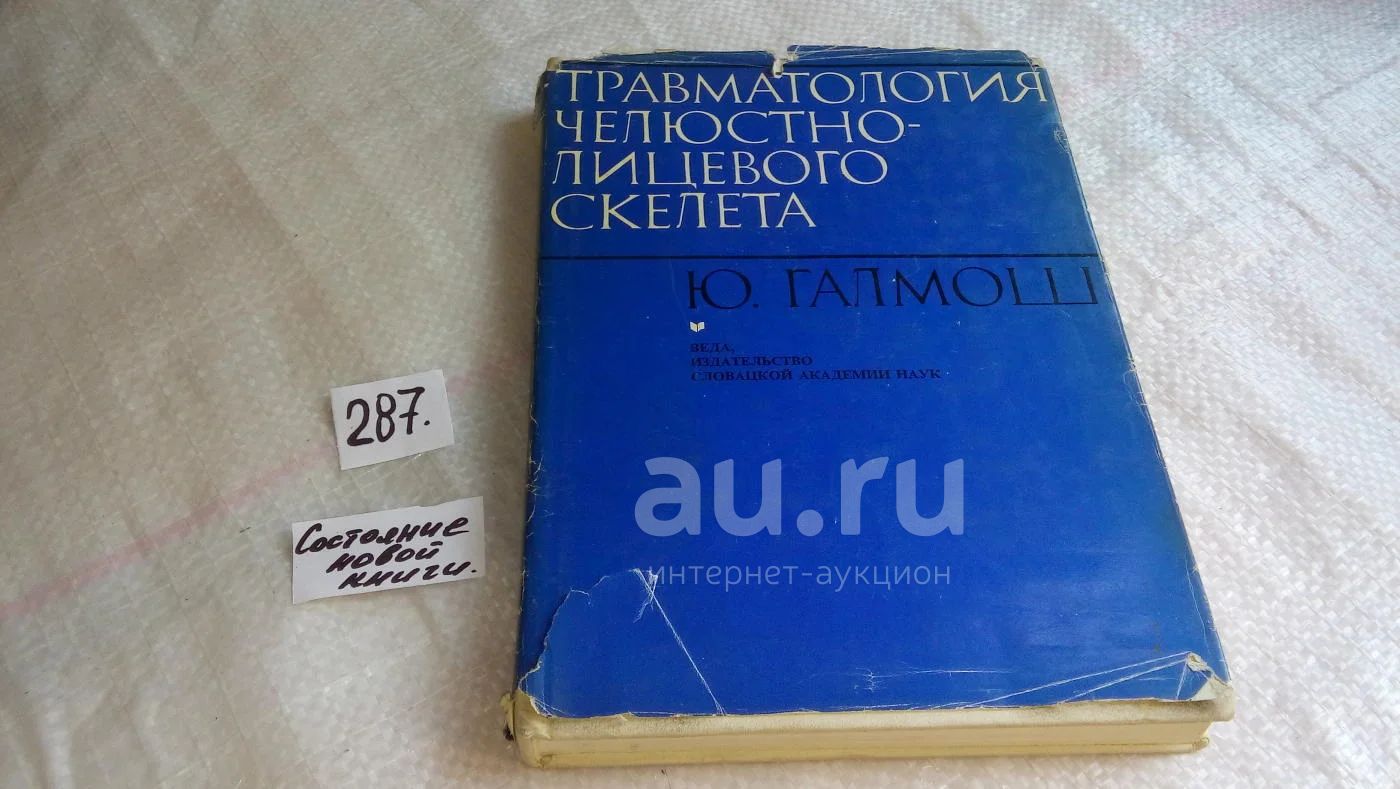 ТРАВМАТОЛОГИЯ
ЧЕЛЮСТНО-
ЛИЦЕВОГО
СКЕЛЕТА
Ю. ГАЛМОШ
ВЕДА,
ИЗДАТЕЛЬСТВО
СЛОВАЦКОЙ АКАДЕМИИ НАУК
287.
Состояние
новой
книги.
au.ru
интернет-аукцион